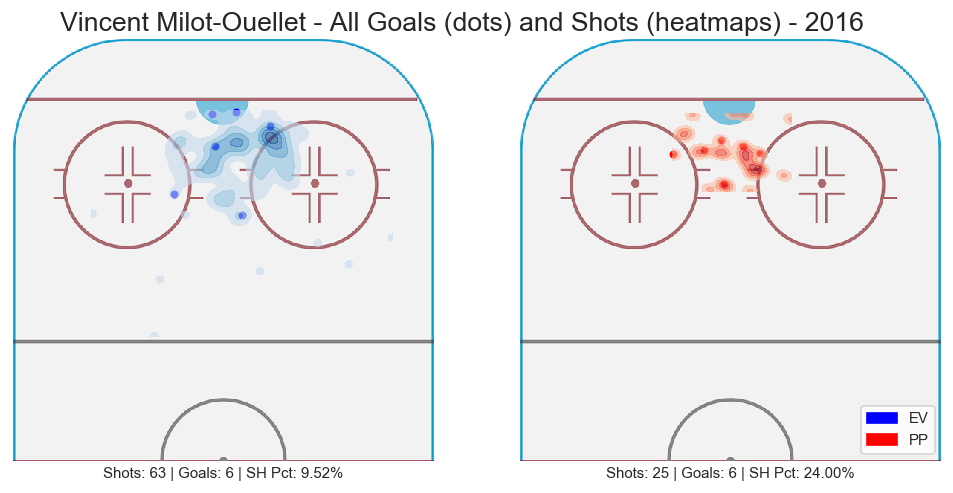 Vincent Milot-Ouellet - All Goals (dots) and Shots (heatmaps) - 2016
EV
PP
Shots: 63 | Goals: 6 | SH Pct: 9.52%
Shots: 25 | Goals: 6 | SH Pct: 24.00%